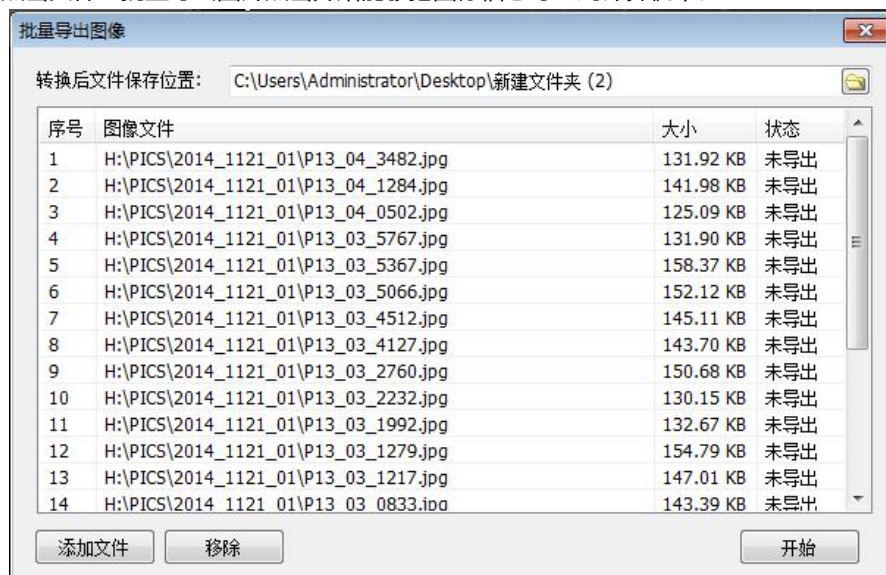 批量导出图像
转换后文件保存位置: C:\Users\Administrator\Desktop\新建文件夹 (2)
序号 图像文件 大小 状态
1 H:\PICS\2014_1121_01\P13_04_3482.jpg 131.92 KB 未导出
2 H:\PICS\2014_1121_01\P13_04_1284.jpg 141.98 KB 未导出
3 H:\PICS\2014_1121_01\P13_04_0502.jpg 125.09 KB 未导出
4 H:\PICS\2014_1121_01\P13_03_5767.jpg 131.90 KB 未导出
5 H:\PICS\2014_1121_01\P13_03_5367.jpg 158.37 KB 未导出
6 H:\PICS\2014_1121_01\P13_03_5066.jpg 152.12 KB 未导出
7 H:\PICS\2014_1121_01\P13_03_4512.jpg 145.11 KB 未导出
8 H:\PICS\2014_1121_01\P13_03_4127.jpg 143.70 KB 未导出
9 H:\PICS\2014_1121_01\P13_03_2760.jpg 150.68 KB 未导出
10 H:\PICS\2014_1121_01\P13_03_2232.jpg 130.15 KB 未导出
11 H:\PICS\2014_1121_01\P13_03_1992.jpg 132.67 KB 未导出
12 H:\PICS\2014_1121_01\P13_03_1279.jpg 154.79 KB 未导出
13 H:\PICS\2014_1121_01\P13_03_1217.jpg 147.01 KB 未导出
14 H:\PICS\2014_1121_01\P13_03_0833.jpg 143.39 KB 未导出
添加文件 移除 开始